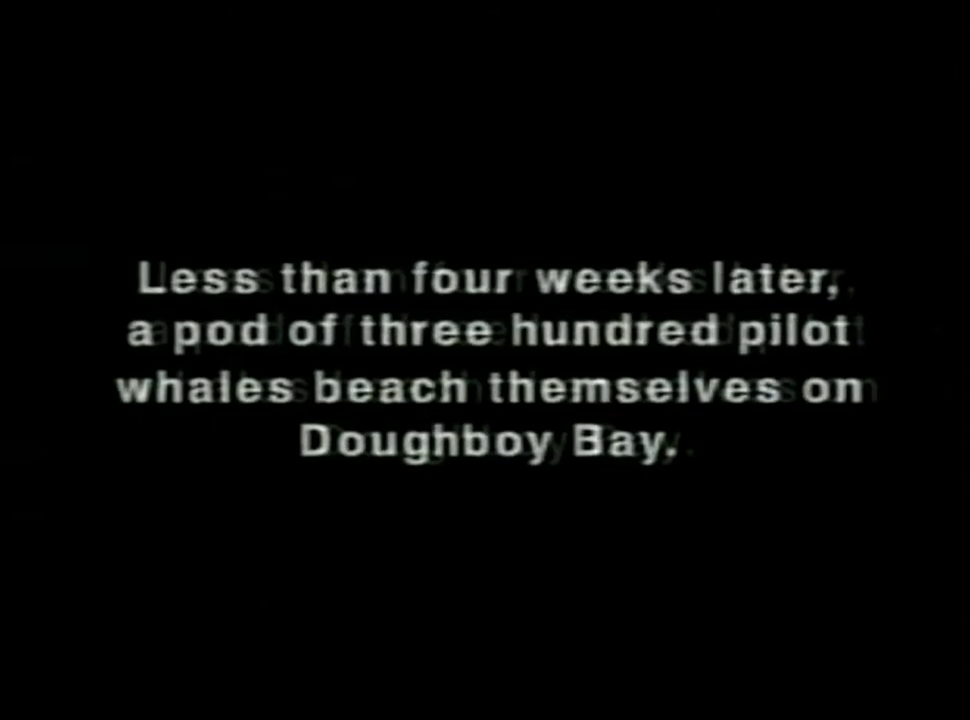 Less than four weeks later,
a pod of three hundred pilot
whales beach themselves on
Doughboy Bay.